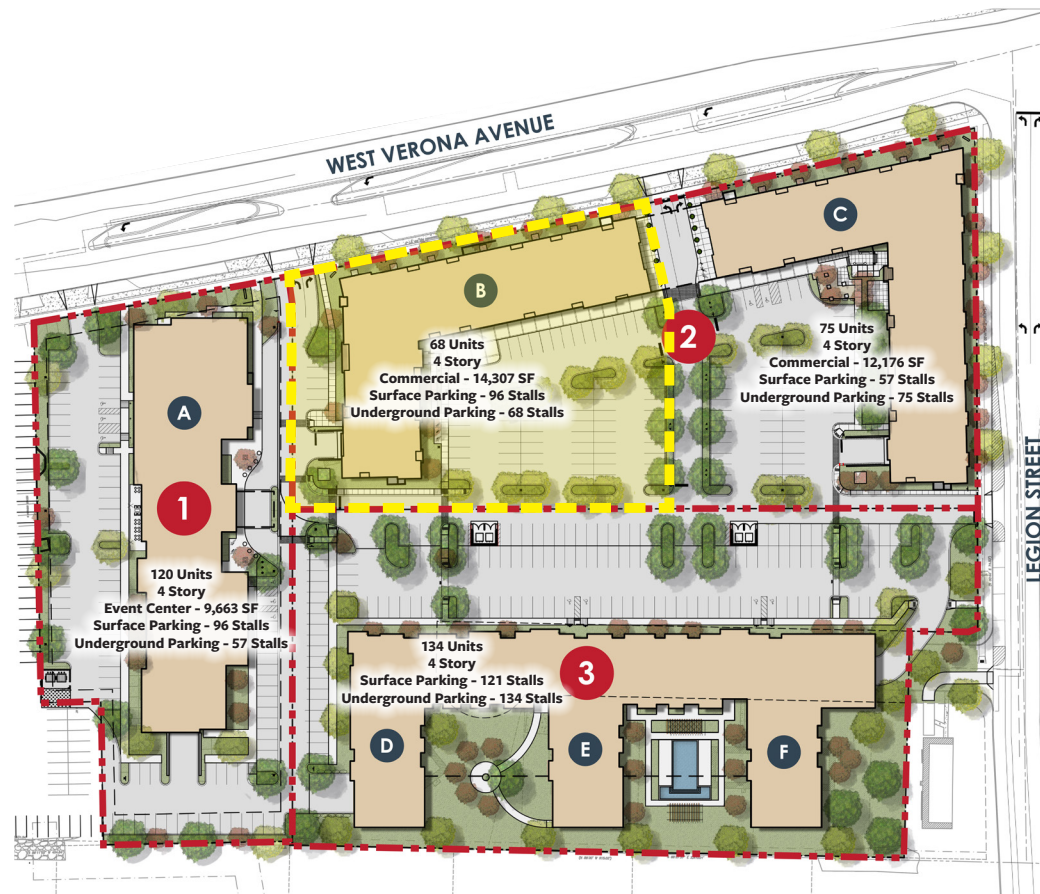 WEST VERONA AVENUE
C
B
2
68 Units
4 Story
Commercial - 14,307 SF
Surface Parking - 96 Stalls
Underground Parking - 68 Stalls
75 Units
4 Story
Commercial - 12,176 SF
Surface Parking - 57 Stalls
Underground Parking - 75 Stalls
A
1
LEGION STREET
120 Units
4 Story
Event Center - 9,663 SF
Surface Parking - 96 Stalls
Underground Parking - 57 Stalls
134 Units
4 Story
Surface Parking - 121 Stalls
Underground Parking - 134 Stalls
3
D
E
F